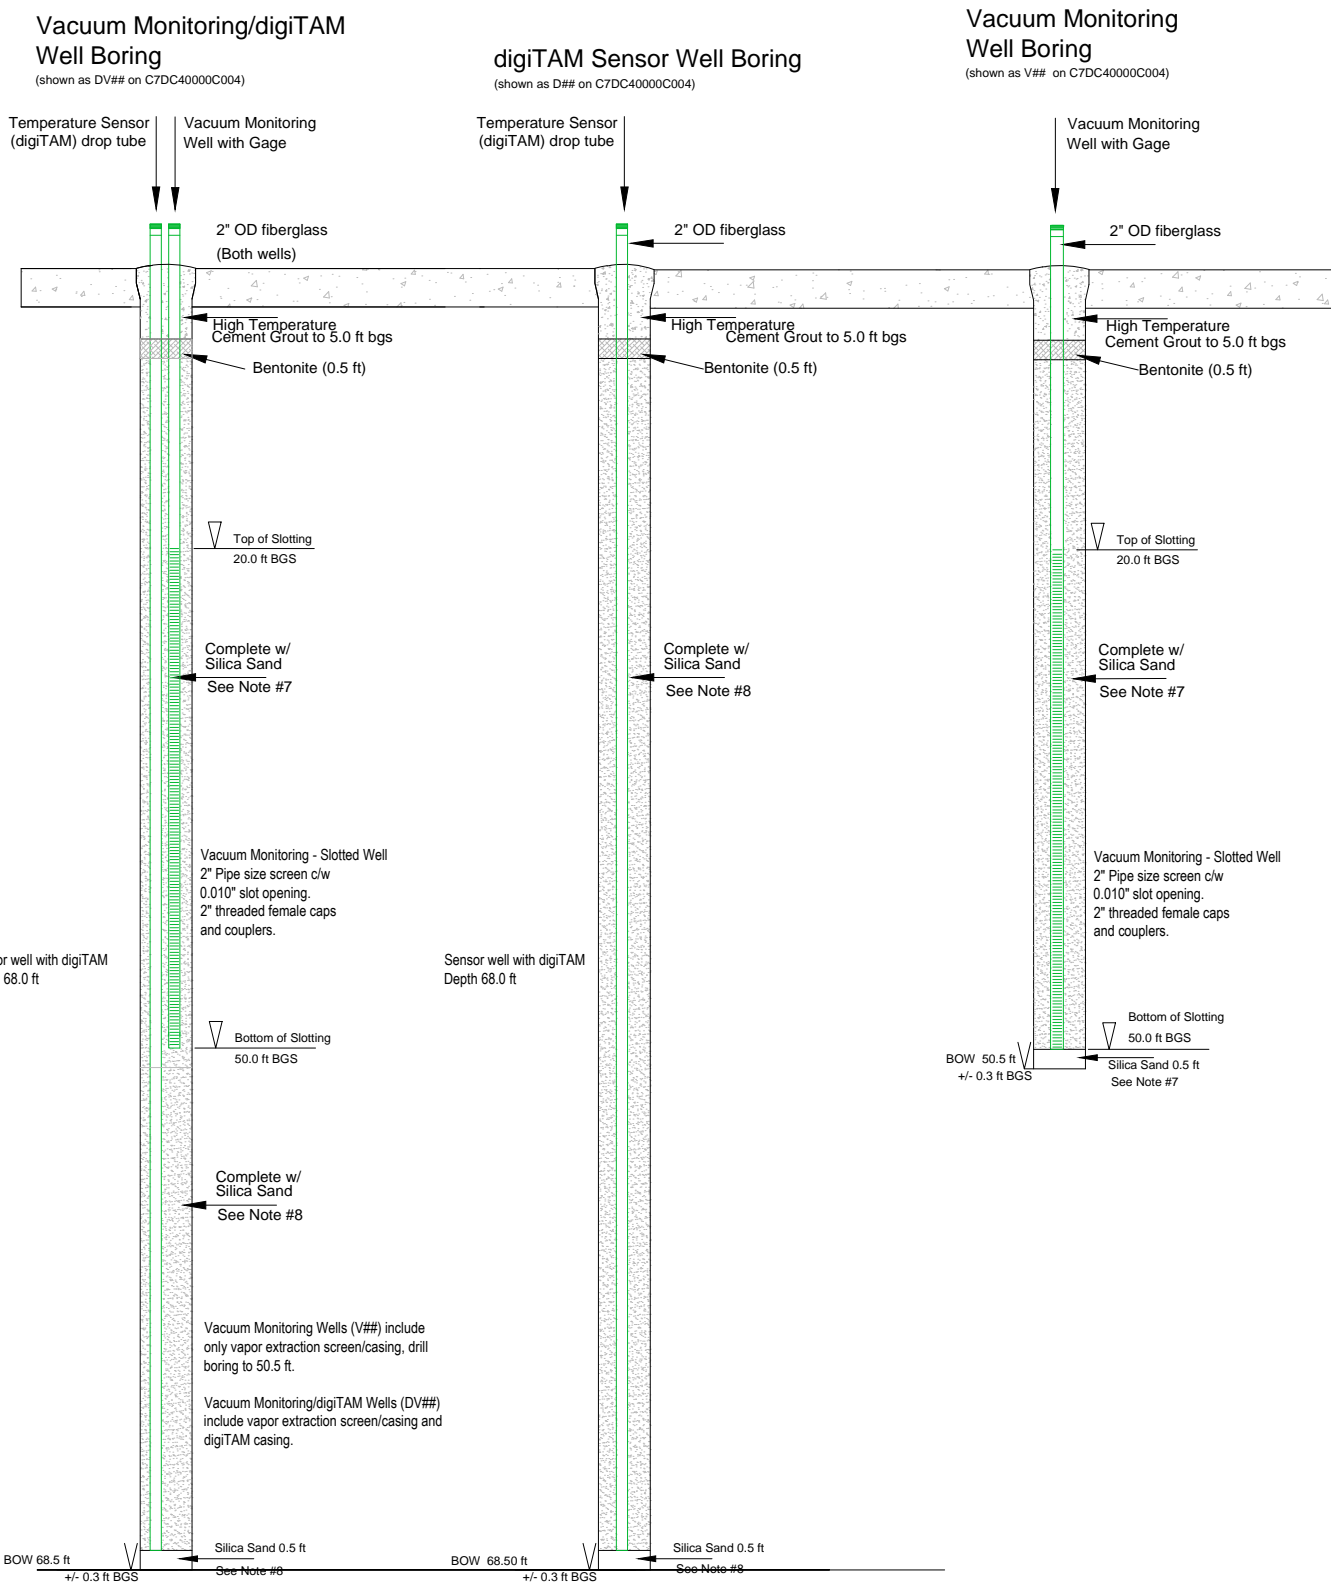 Vacuum Monitoring/digiTAM
Well Boring
(shown as DV## on C7DC40000C004)
Temperature Sensor
(digiTAM) drop tube
Vacuum Monitoring
Well with Gage
2" OD fiberglass
(Both wells)
High Temperature
Cement Grout to 5.0 ft bgs
Bentonite (0.5 ft)
Top of Slotting
20.0 ft BGS
Complete w/
Silica Sand
See Note #7
Vacuum Monitoring - Slotted Well
2" Pipe size screen c/w
0.010" slot opening.
2" threaded female caps
and couplers.
or well with digiTAM
68.0 ft
Bottom of Slotting
50.0 ft BGS
Complete w/
Silica Sand
See Note #8
Vacuum Monitoring Wells (V##) include
only vapor extraction screen/casing, drill
boring to 50.5 ft.
Vacuum Monitoring/digiTAM Wells (DV##)
include vapor extraction screen/casing and
digiTAM casing.
Silica Sand 0.5 ft
See Note #8
BOW 68.5 ft
+/- 0.3 ft BGS
digiTAM Sensor Well Boring
(shown as D## on C7DC40000C004)
Temperature Sensor
(digiTAM) drop tube
2" OD fiberglass
High Temperature
Cement Grout to 5.0 ft bgs
Bentonite (0.5 ft)
Complete w/
Silica Sand
See Note #8
Sensor well with digiTAM
Depth 68.0 ft
Silica Sand 0.5 ft
See Note #8
BOW 68.50 ft
+/- 0.3 ft BGS
Vacuum Monitoring
Well Boring
(shown as V## on C7DC40000C004)
Vacuum Monitoring
Well with Gage
2" OD fiberglass
High Temperature
Cement Grout to 5.0 ft bgs
Bentonite (0.5 ft)
Top of Slotting
20.0 ft BGS
Complete w/
Silica Sand
See Note #7
Vacuum Monitoring - Slotted Well
2" Pipe size screen c/w
0.010" slot opening.
2" threaded female caps
and couplers.
Bottom of Slotting
50.0 ft BGS
BOW 50.5 ft
+/- 0.3 ft BGS
Silica Sand 0.5 ft
See Note #7